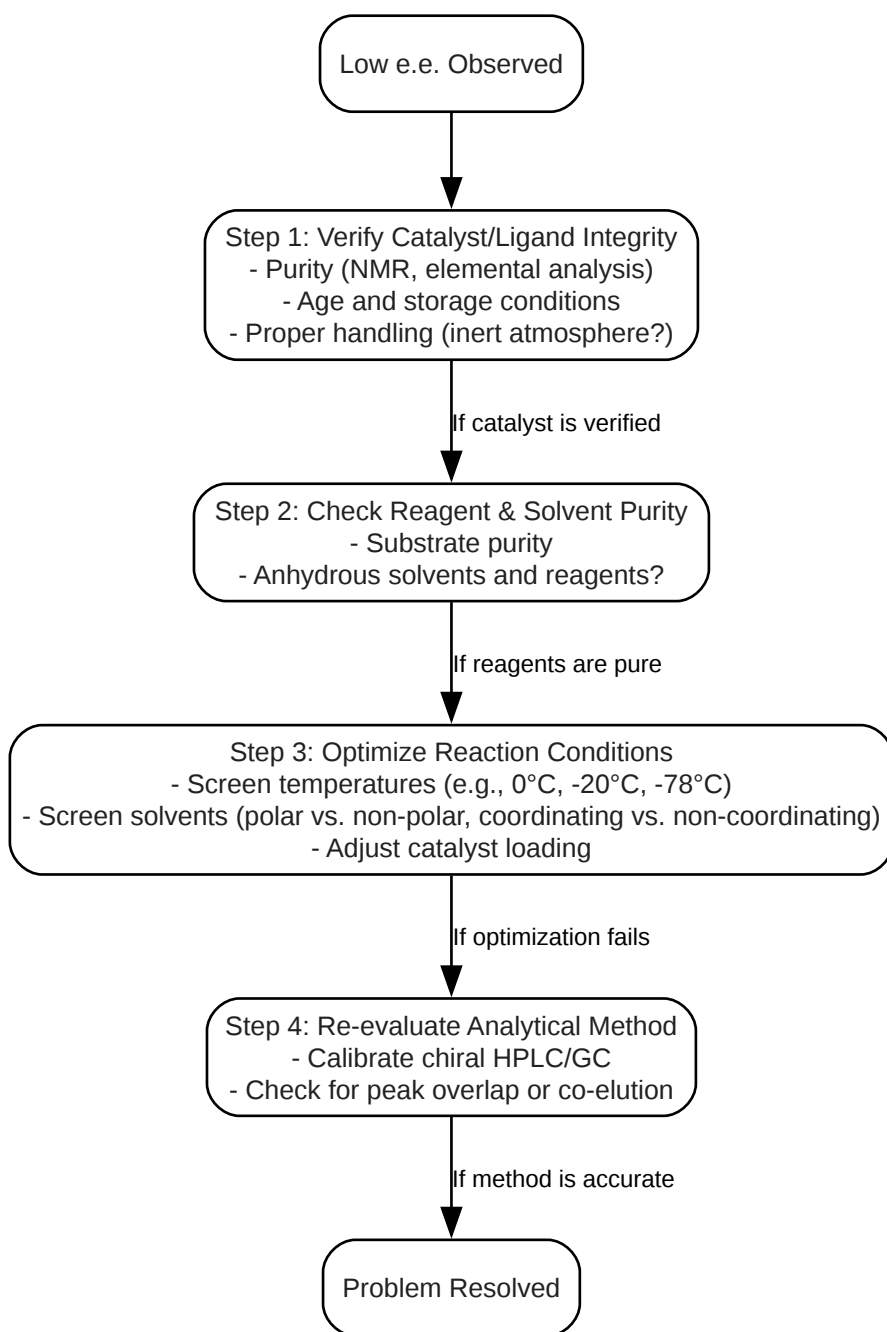 Low e.e. Observed
Step 1: Verify Catalyst/Ligand Integrity
- Purity (NMR, elemental analysis)
- Age and storage conditions
- Proper handling (inert atmosphere?)
If catalyst is verified
Step 2: Check Reagent & Solvent Purity
- Substrate purity
- Anhydrous solvents and reagents?
If reagents are pure
Step 3: Optimize Reaction Conditions
- Screen temperatures (e.g., 0°C, -20°C, -78°C)
- Screen solvents (polar vs. non-polar, coordinating vs. non-coordinating)
- Adjust catalyst loading
If optimization fails
Step 4: Re-evaluate Analytical Method
- Calibrate chiral HPLC/GC
- Check for peak overlap or co-elution
If method is accurate
Problem Resolved